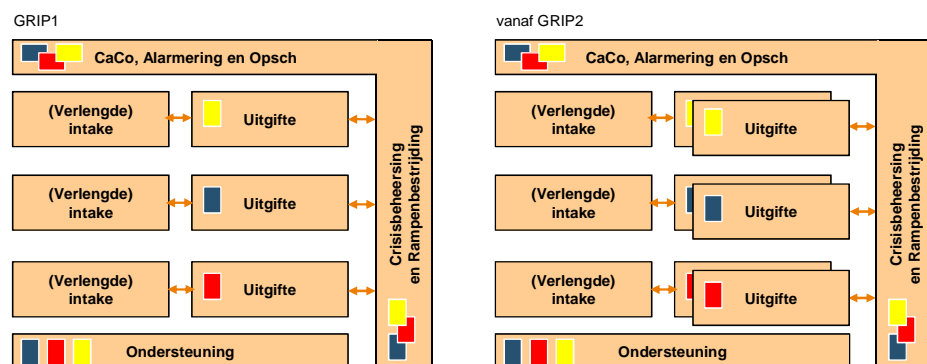 GRIP1
CaCo, Alarmering en Opsch
(Verlengde)
intake
Uitgifte
(Verlengde)
intake
Uitgifte
(Verlengde)
intake
Uitgifte
Ondersteuning
Crisisbeheersing
en Rampenbestrijding
vanaf GRIP2
CaCo, Alarmering en Opsch
(Verlengde)
intake
Uitgifte
(Verlengde)
intake
Uitgifte
(Verlengde)
intake
Uitgifte
Ondersteuning
Crisisbeheersing
en Rampenbestrijding